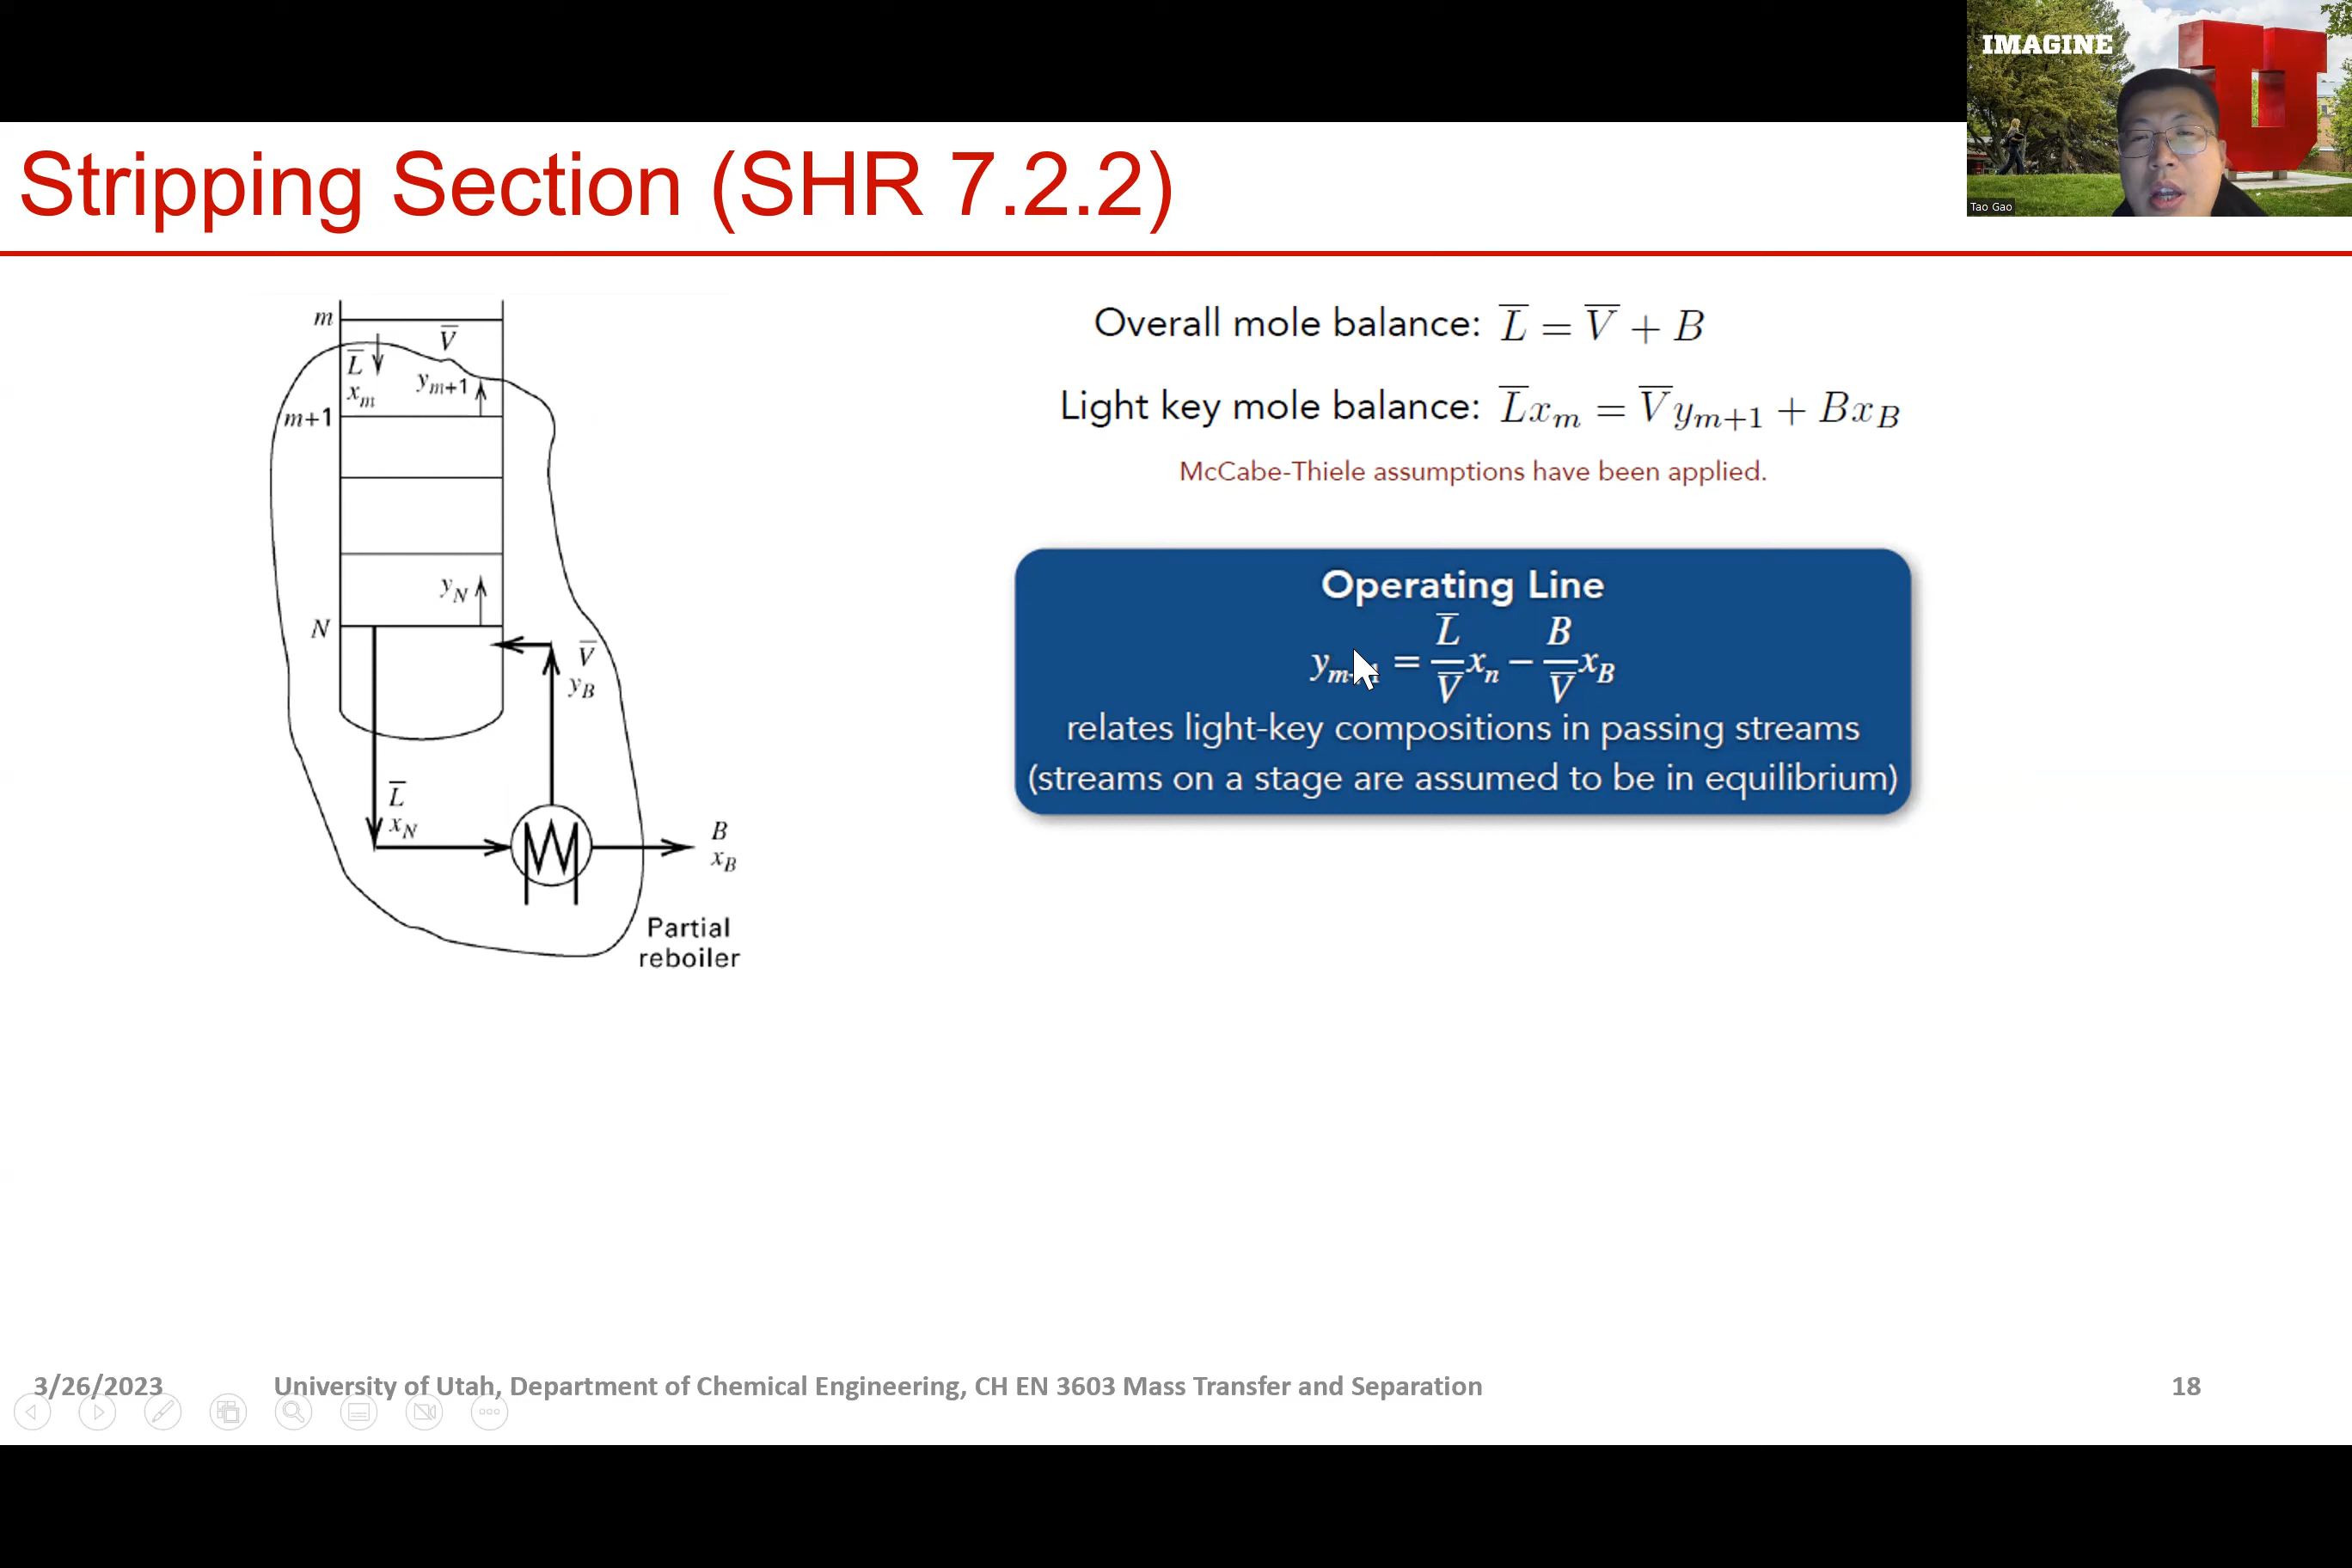 IMAGINE
Tao Gao
Stripping Section (SHR 7.2.2)
m
V̅
L̅
x_m
y_{m+1}
m+1
y_N
N
V̅
y_B
L̅
x_N
B
x_B
Partial
reboiler
Overall mole balance: L̅ = V̅ + B
Light key mole balance: L̅x_m = V̅y_{m+1} + Bx_B
McCabe-Thiele assumptions have been applied.
Operating Line
y_{m+1} = L̅/V̅ x_n − B/V̅ x_B
relates light-key compositions in passing streams
(streams on a stage are assumed to be in equilibrium)
3/26/2023 University of Utah, Department of Chemical Engineering, CH EN 3603 Mass Transfer and Separation 18